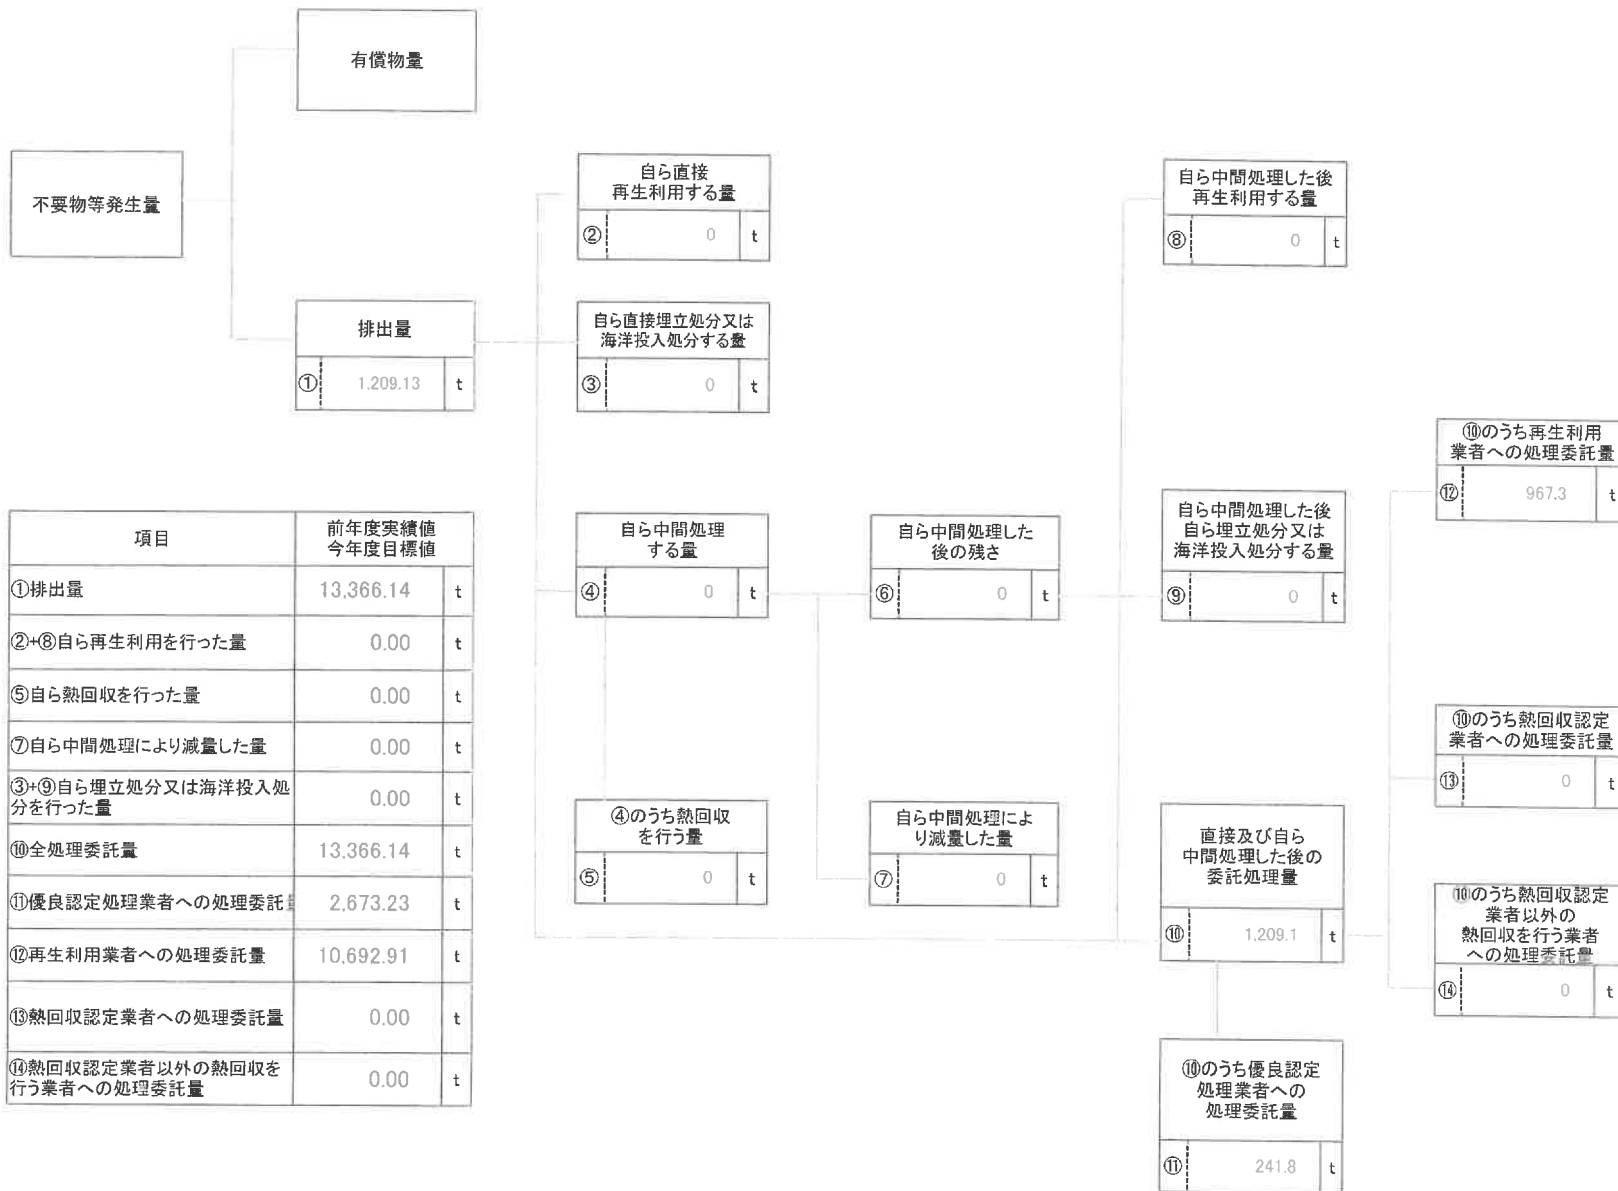 有償物量
不要物等発生量
排出量
① 1.209.13 t
自ら直接
再生利用する量
② 0 t
自ら直接埋立処分又は
海洋投入処分する量
③ 0 t
自ら中間処理
する量
④ 0 t
④のうち熱回収
を行う量
⑤ 0 t
自ら中間処理した
後の残さ
⑥ 0 t
自ら中間処理によ
り減量した量
⑦ 0 t
自ら中間処理した後
再生利用する量
⑧ 0 t
自ら中間処理した後
自ら埋立処分又は
海洋投入処分する量
⑨ 0 t
直接及び自ら
中間処理した後の
委託処理量
⑩ 1,209.1 t
⑩のうち優良認定
処理業者への
処理委託量
⑪ 241.8 t
⑩のうち再生利用
業者への処理委託量
⑫ 967.3 t
⑩のうち熱回収認定
業者への処理委託量
⑬ 0 t
⑩のうち熱回収認定
業者以外の
熱回収を行う業者
への処理委託量
⑭ 0 t
項目 前年度実績値
今年度目標値
①排出量 13,366.14 t
②+⑧自ら再生利用を行った量 0.00 t
⑤自ら熱回収を行った量 0.00 t
⑦自ら中間処理により減量した量 0.00 t
③+⑨自ら埋立処分又は海洋投入処
分を行った量 0.00 t
⑩全処理委託量 13,366.14 t
⑪優良認定処理業者への処理委託 2,673.23 t
⑫再生利用業者への処理委託量 10,692.91 t
⑬熱回収認定業者への処理委託量 0.00 t
⑭熱回収認定業者以外の熱回収を
行う業者への処理委託量 0.00 t